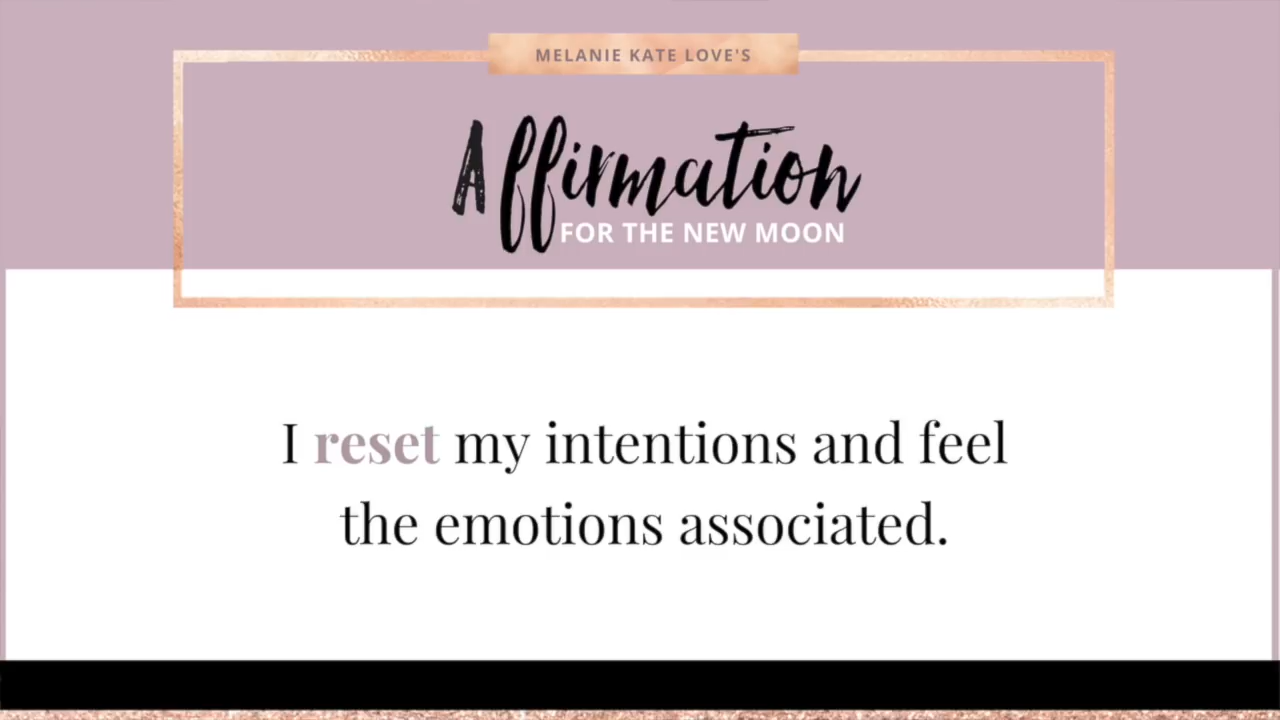 MELANIE KATE LOVE'S
Affirmation
FOR THE NEW MOON
I reset my intentions and feel
the emotions associated.